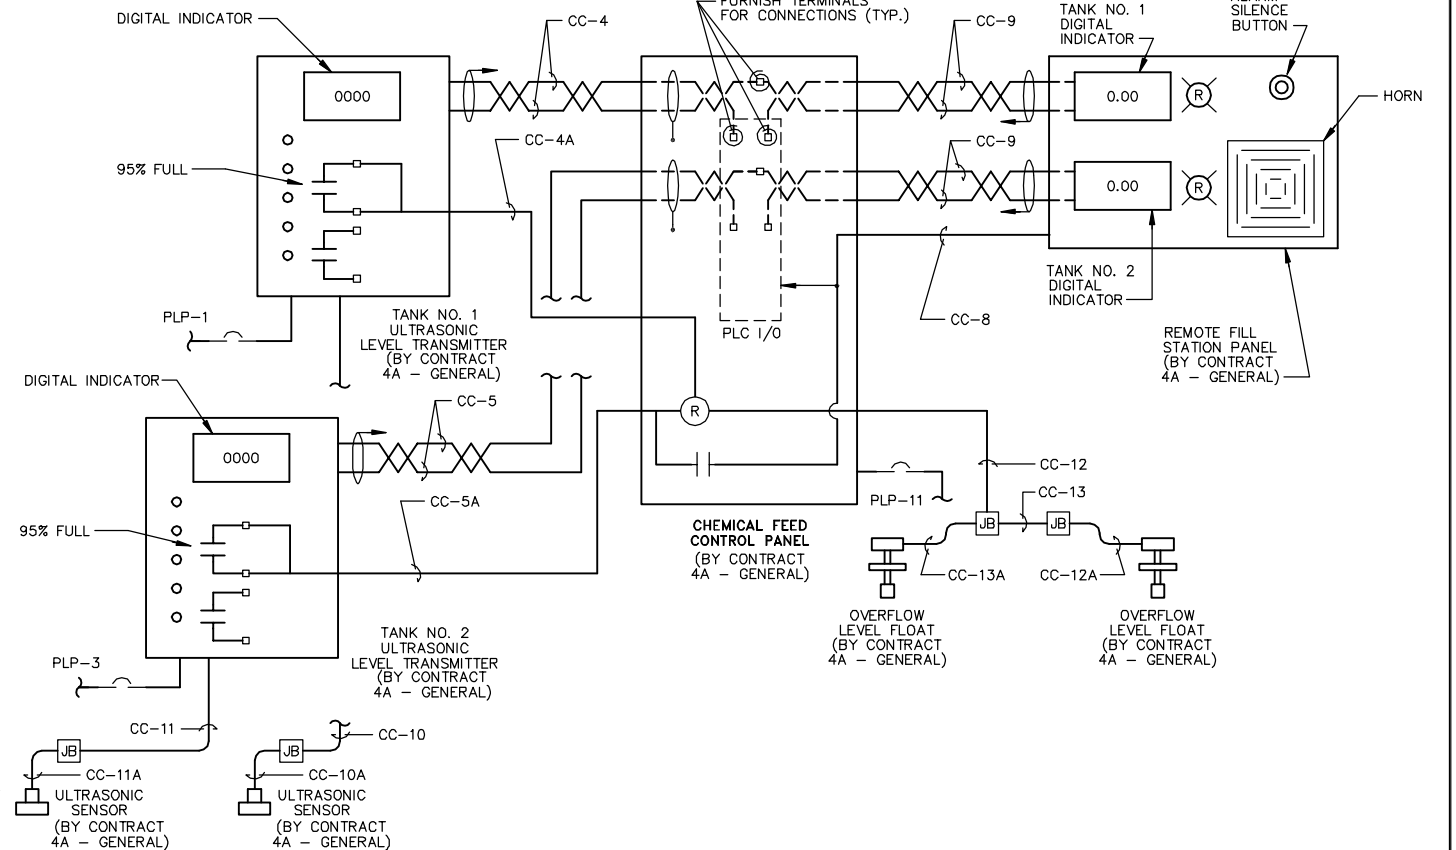 DIGITAL INDICATOR
CC-4
FURNISH TERMINALS
FOR CONNECTIONS (TYP.)
CC-9
TANK NO. 1
DIGITAL
INDICATOR
ALARM
SILENCE
BUTTON
0000
0.00
R
HORN
CC-4A
CC-9
95% FULL
0.00
R
TANK NO. 2
DIGITAL
INDICATOR
CC-8
PLC I/O
PLP-1
TANK NO. 1
ULTRASONIC
LEVEL TRANSMITTER
(BY CONTRACT
4A - GENERAL)
REMOTE FILL
STATION PANEL
(BY CONTRACT
4A - GENERAL)
DIGITAL INDICATOR
CC-5
R
0000
CC-12
CC-13
CC-5A
PLP-11
95% FULL
CHEMICAL FEED
CONTROL PANEL
(BY CONTRACT
4A - GENERAL)
JB
JB
CC-13A
CC-12A
OVERFLOW
LEVEL FLOAT
(BY CONTRACT
4A - GENERAL)
OVERFLOW
LEVEL FLOAT
(BY CONTRACT
4A - GENERAL)
TANK NO. 2
ULTRASONIC
LEVEL TRANSMITTER
(BY CONTRACT
4A - GENERAL)
PLP-3
CC-11
CC-10
JB
JB
CC-11A
CC-10A
ULTRASONIC
SENSOR
(BY CONTRACT
4A - GENERAL)
ULTRASONIC
SENSOR
(BY CONTRACT
4A - GENERAL)